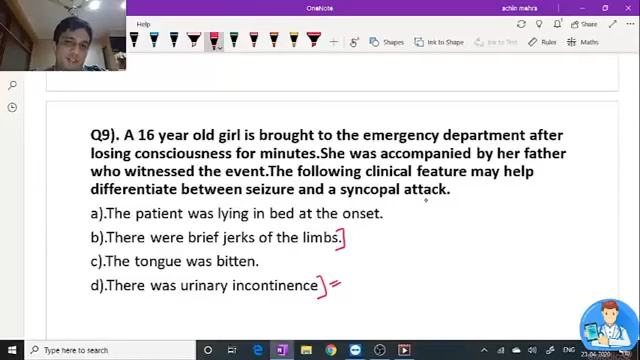 OneNote
achin mehra
Help
Share
Shapes
Ink to Shape
Ink to Text
Ruler
Maths
Q9). A 16 year old girl is brought to the emergency department after
losing consciousness for minutes.She was accompanied by her father
who witnessed the event.The following clinical feature may help
differentiate between seizure and a syncopal attack.
a).The patient was lying in bed at the onset.
b).There were brief jerks of the limbs.]
c).The tongue was bitten.
d).There was urinary incontinence ] =
Type here to search
ENG
23-04-2020